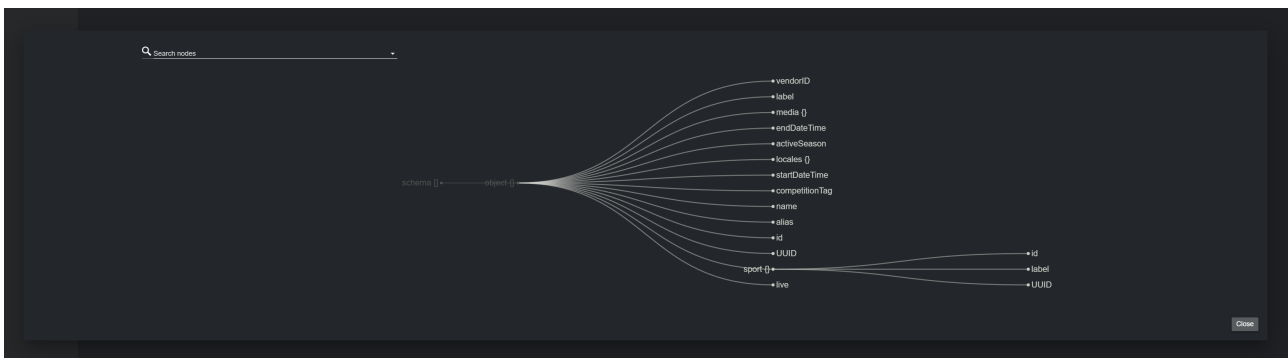 Search nodes
vendorID
label
media {}
endDateTime
activeSeason
locales {}
startDateTime
schema []
object {}
competitionTag
name
alias
id
UUID
id
sport {}
label
live
UUID
Close